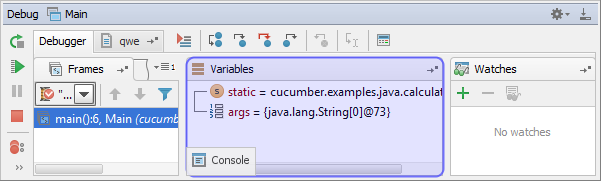 Debug Main
Debugger qwe
Frames
Variables
Watches
"...
static = cucumber.examples.java.calculat
main():6, Main (cucumb
args = {java.lang.String[0]@73}
No watches
Console